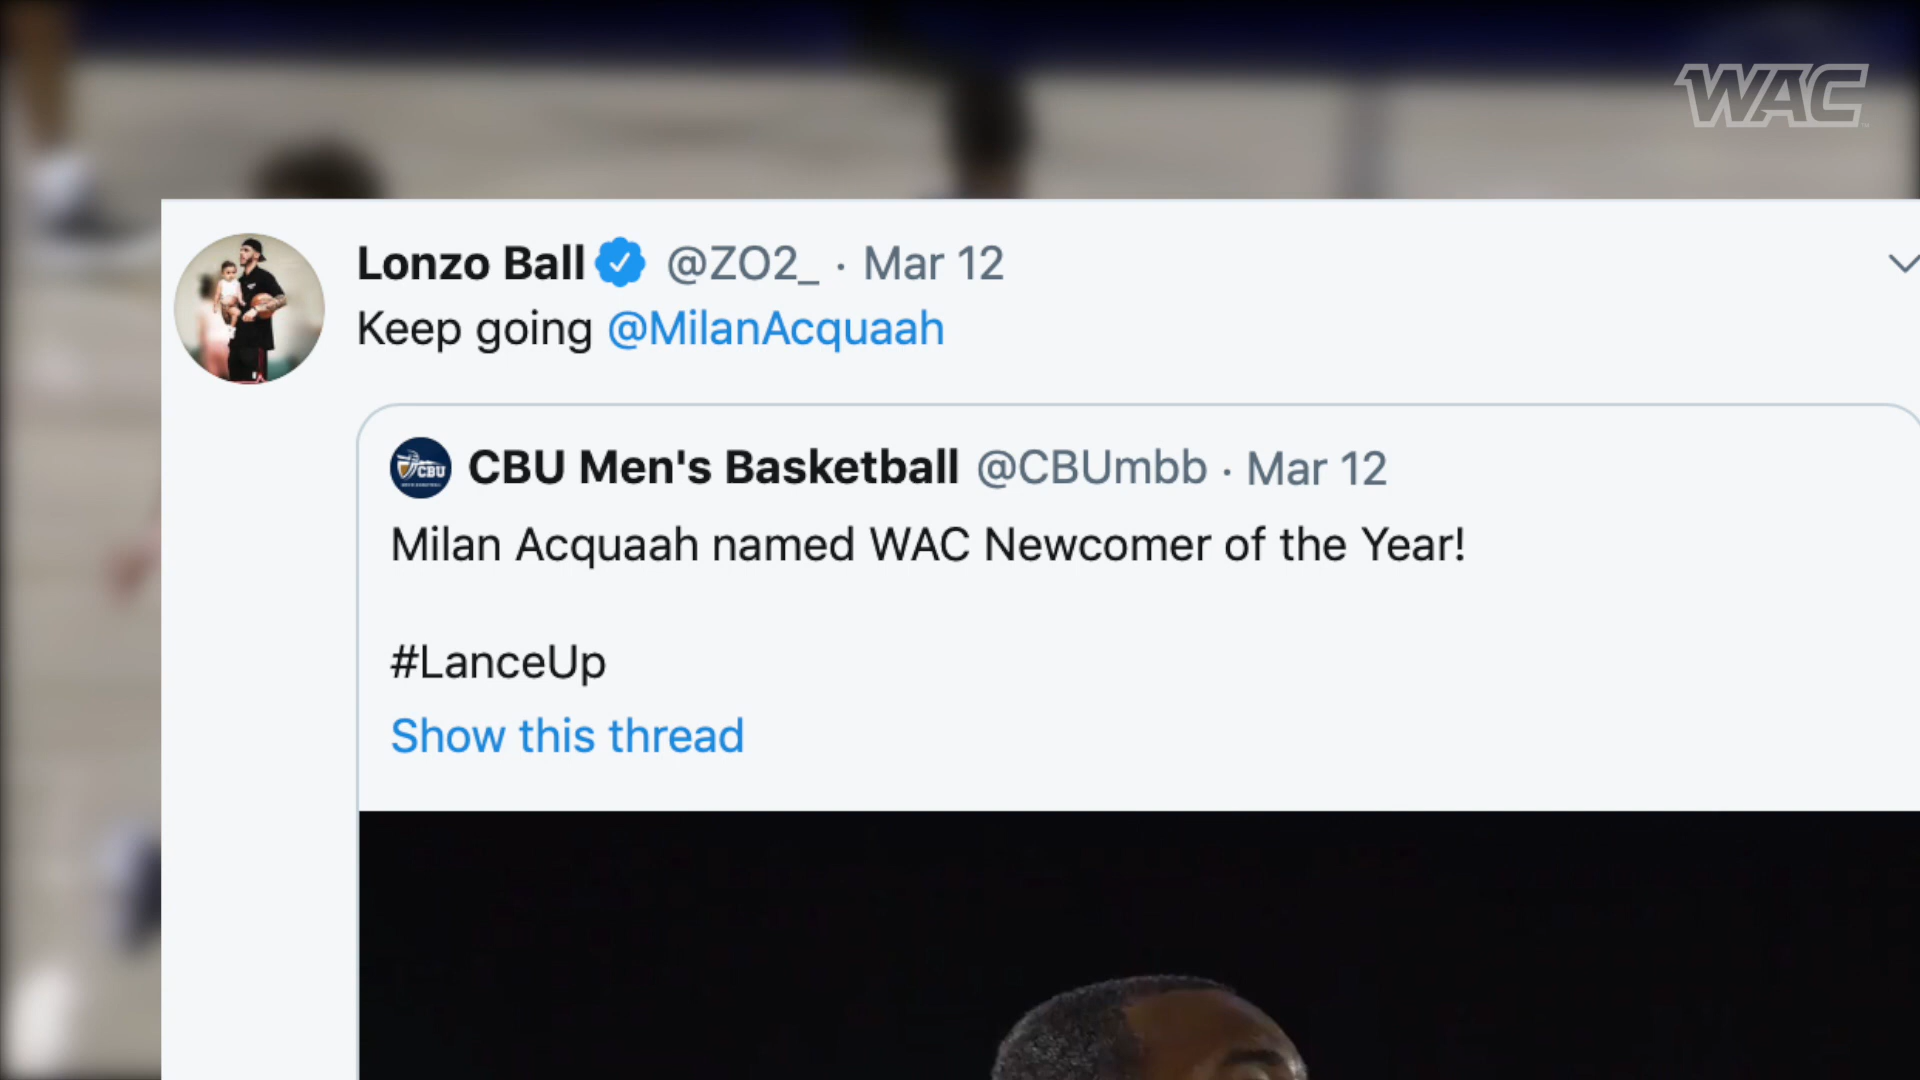 WAC
Lonzo Ball @ZO2_ · Mar 12
Keep going @MilanAcquaah
CBU
CBU Men's Basketball @CBUmbb · Mar 12
Milan Acquaah named WAC Newcomer of the Year!
#LanceUp
Show this thread